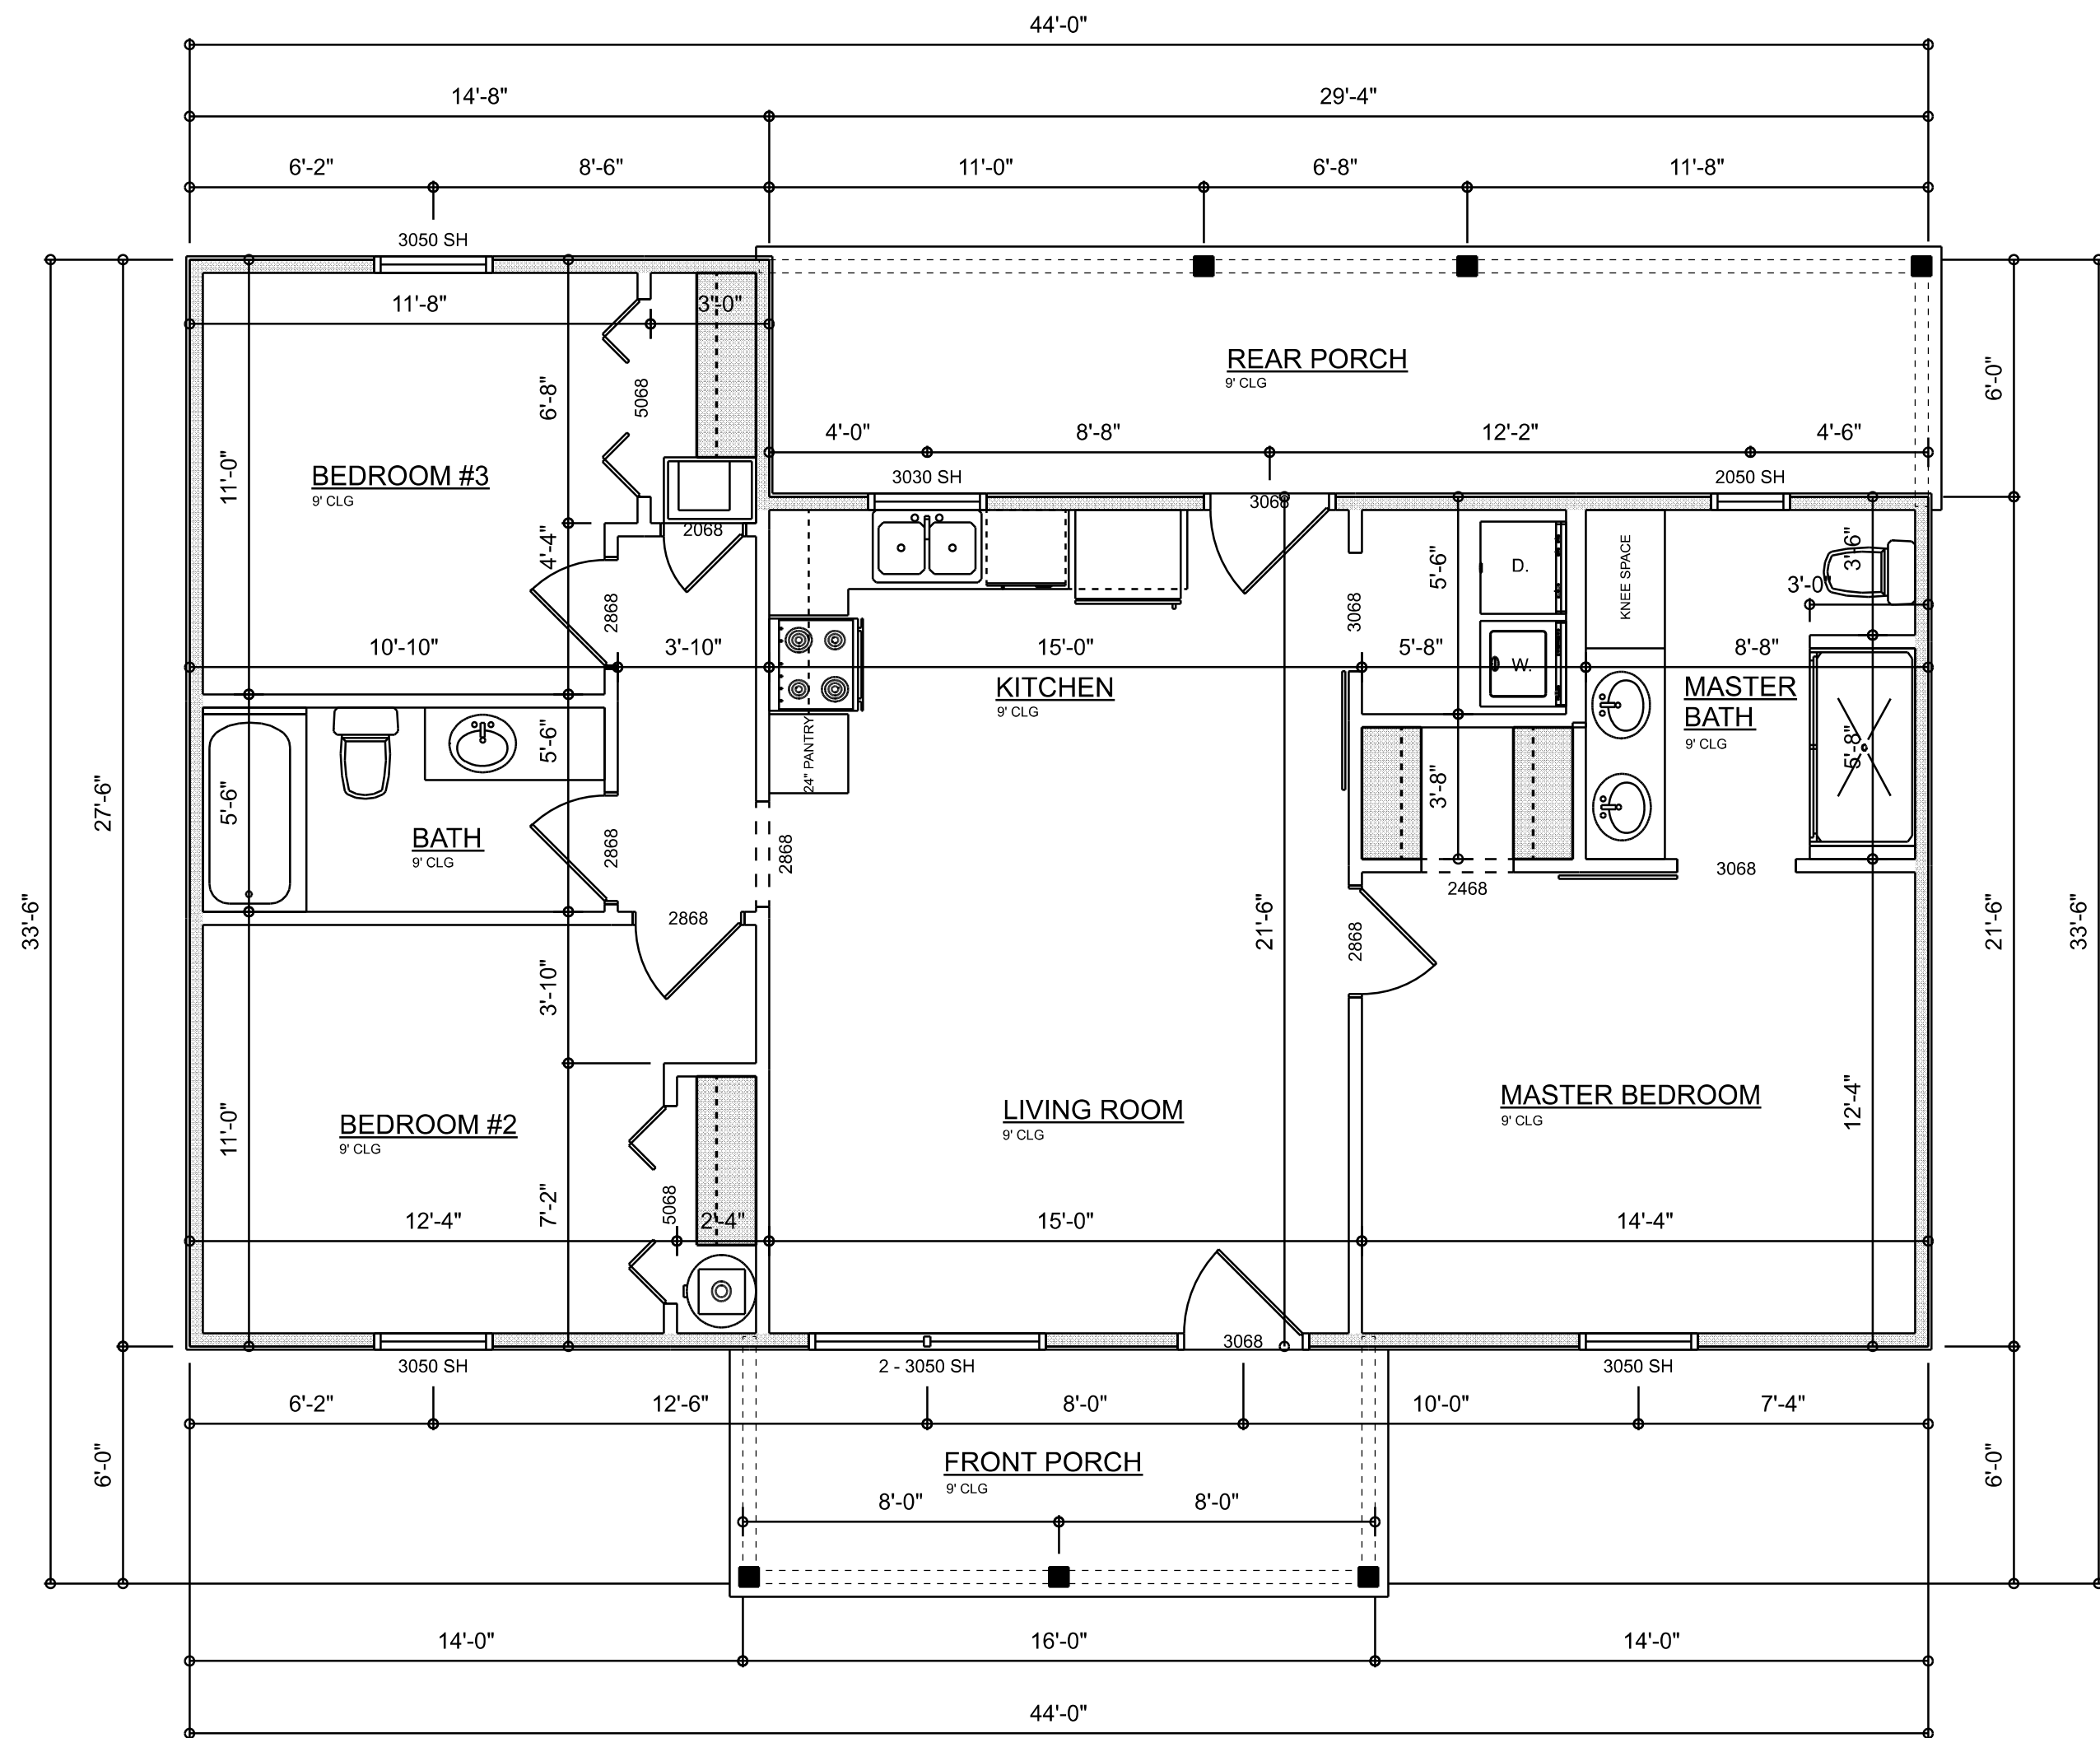 44'-0"
14'-8" 29'-4"
6'-2" 8'-6" 11'-0" 6'-8" 11'-8"
3050 SH
11'-8" 3'-0"
REAR PORCH
9' CLG
6'-8"
5068
6'-0"
4'-0" 8'-8" 12'-2" 4'-6"
BEDROOM #3
9' CLG
11'-0"
3030 SH
2050 SH
3068
2068
4'-4"
5'-6"
D.
KNEE SPACE
3'-6"
3'-0"
2868
3068
10'-10" 3'-10" 15'-0" 5'-8" W. 8'-8"
KITCHEN
9' CLG
MASTER
BATH
9' CLG
5'-6"
24" PANTRY
5'-8"
3'-8"
27'-6"
5'-6"
BATH
9' CLG
2868
2868
3068
2468
33'-6"
2868
21'-6"
2868
21'-6"
33'-6"
3'-10"
BEDROOM #2
9' CLG
11'-0"
LIVING ROOM
9' CLG
MASTER BEDROOM
9' CLG
12'-4"
7'-2"
5068
12'-4" 2'-4" 15'-0" 14'-4"
3068
3050 SH 2 - 3050 SH 3050 SH
6'-2" 12'-6" 8'-0" 10'-0" 7'-4"
6'-0"
FRONT PORCH
9' CLG
6'-0"
8'-0" 8'-0"
14'-0" 16'-0" 14'-0"
44'-0"